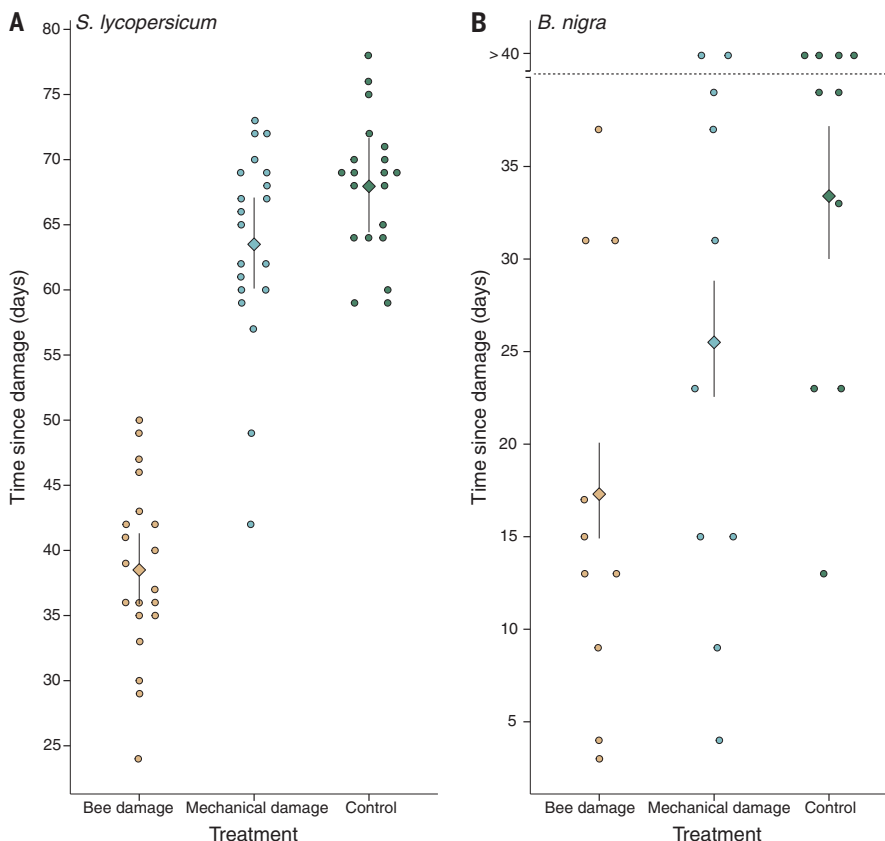 A S. lycopersicum
80
75
70
65
60
55
50
45
40
35
30
25
Time since damage (days)
Bee damage Mechanical damage Control
Treatment
B B. nigra
> 40
35
30
25
20
15
10
5
Time since damage (days)
Bee damage Mechanical damage Control
Treatment